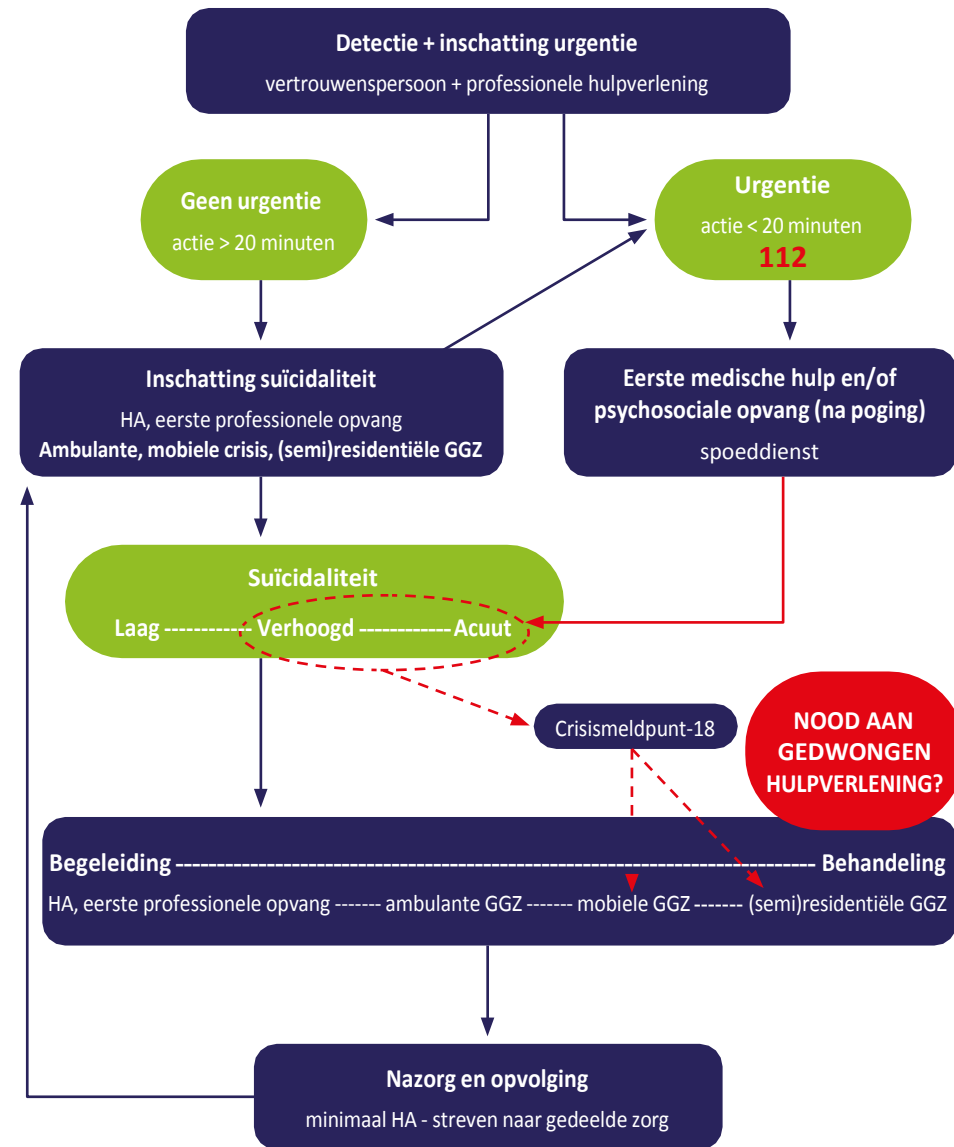 Detectie + inschatting urgentie
vertrouwenspersoon + professionele hulpverlening
Geen urgentie
actie > 20 minuten
Urgentie
actie < 20 minuten
112
Inschatting suïcidaliteit
HA, eerste professionele opvang
Ambulante, mobiele crisis, (semi)residentiële GGZ
Eerste medische hulp en/of
psychosociale opvang (na poging)
spoeddienst
Suïcidaliteit
Laag ----------- Verhoogd ------------- Acuut
Crisismeldpunt-18
NOOD AAN
GEDWONGEN
HULPVERLENING?
Begeleiding ------------------------------------------------------------ Behandeling
HA, eerste professionele opvang ------- ambulante GGZ ------- mobiele GGZ ------- (semi)residentiële GGZ
Nazorg en opvolging
minimaal HA - streven naar gedeelde zorg